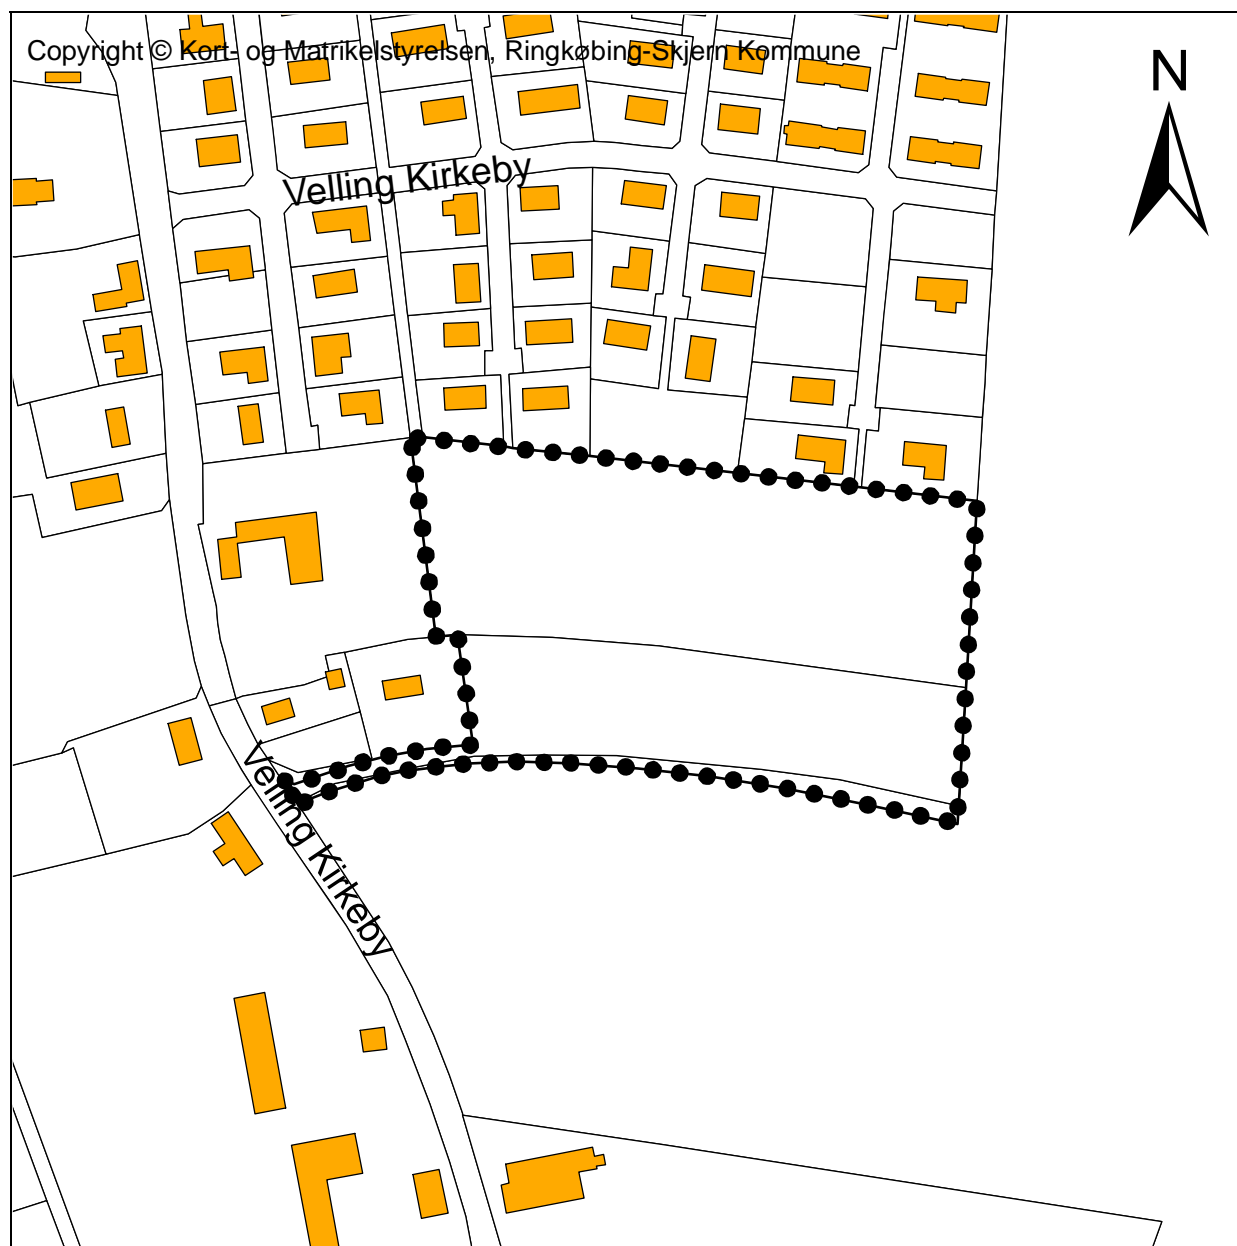 Copyright © Kort- og Matrikelstyrelsen, Ringkøbing-Skjern Kommune
N
Velling Kirkeby
Velling Kirkeby